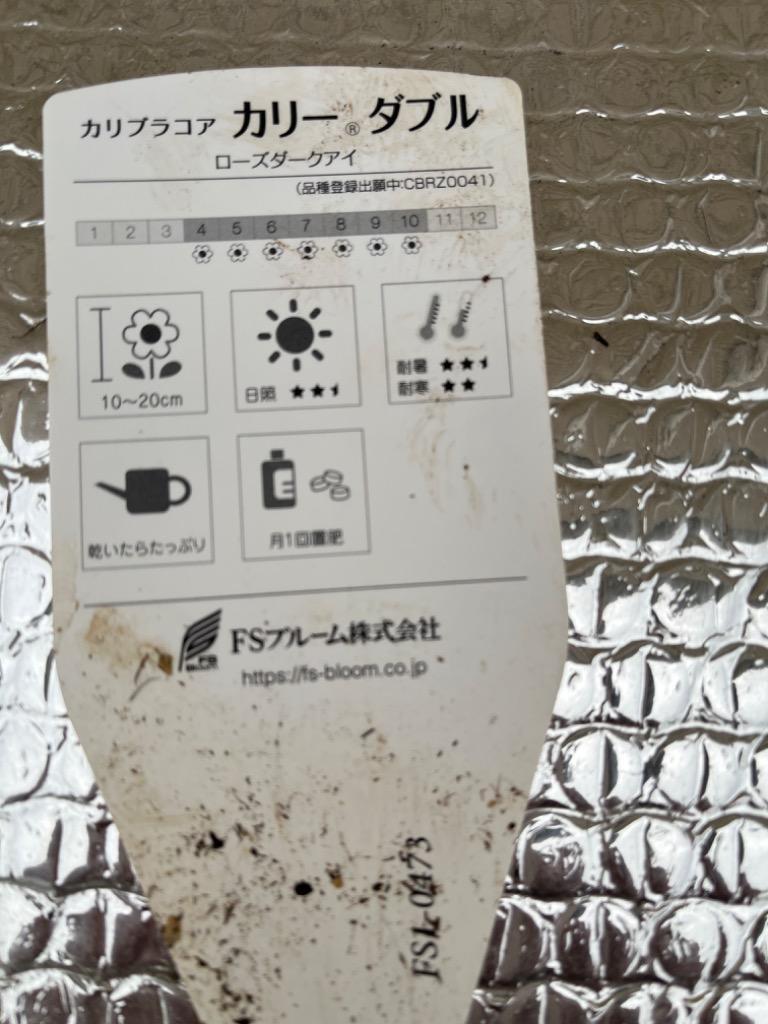 カリブラコア カリー® ダブル
ローズダークアイ
(品種登録出願中:CBRZ0041)
1 2 3 4 5 6 7 8 9 10 11 12
10～20cm
日照 ★★
耐暑 ★★
耐寒 ★★
乾いたらたっぷり
月1回置肥
FSブルーム株式会社
https://fs-bloom.co.jp
FSL-0473